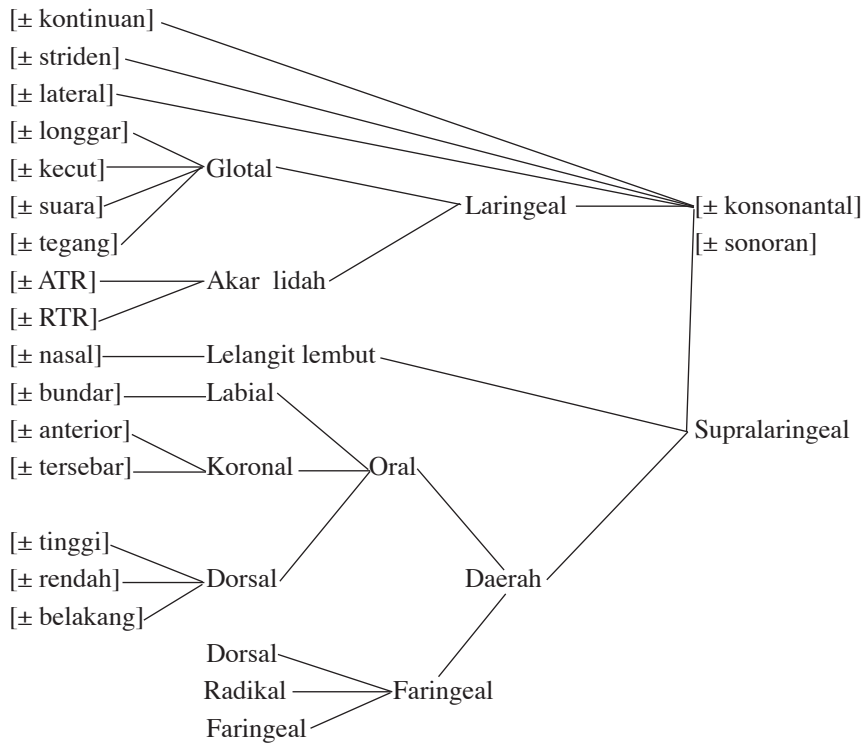 [± kontinuan]
[± striden]
[± lateral]
[± longgar]
[± kecut] Glotal
[± suara] Laringeal [± konsonantal]
[± tegang] [± sonoran]
[± ATR] Akar lidah
[± RTR]
[± nasal] Lelangit lembut
[± bundar] Labial
[± anterior] Supralaringeal
[± tersebar] Koronal Oral
[± tinggi]
[± rendah] Dorsal Daerah
[± belakang]
Dorsal
Radikal Faringeal
Faringeal